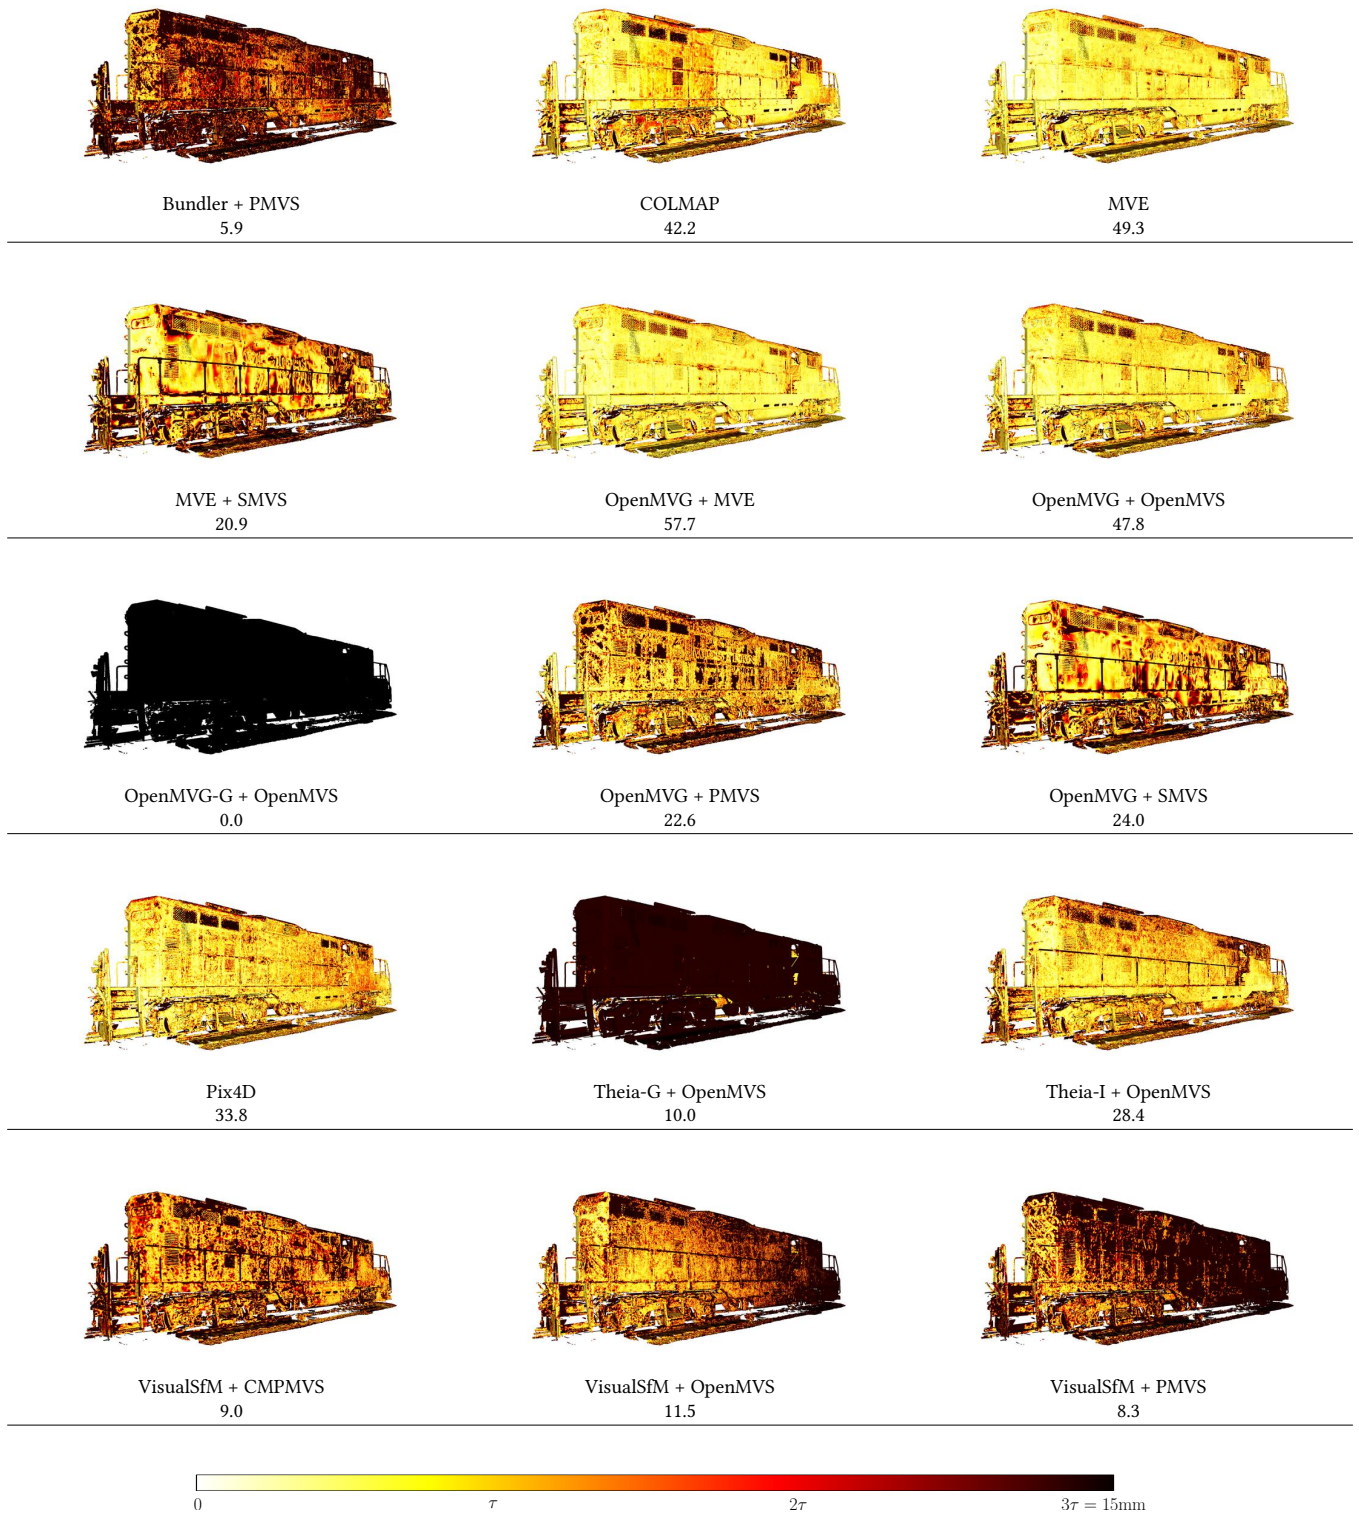 Bundler + PMVS
5.9
COLMAP
42.2
MVE
49.3
MVE + SMVS
20.9
OpenMVG + MVE
57.7
OpenMVG + OpenMVS
47.8
OpenMVG-G + OpenMVS
0.0
OpenMVG + PMVS
22.6
OpenMVG + SMVS
24.0
Pix4D
33.8
Theia-G + OpenMVS
10.0
Theia-I + OpenMVS
28.4
VisualSfM + CMPMVS
9.0
VisualSfM + OpenMVS
11.5
VisualSfM + PMVS
8.3
0 τ 2τ 3τ = 15mm